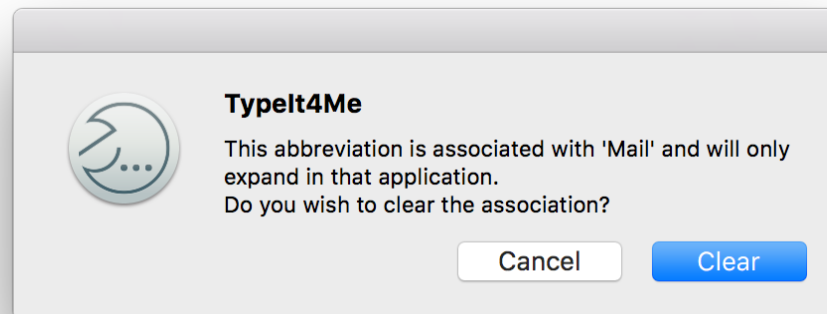 TypeIt4Me
This abbreviation is associated with 'Mail' and will only
expand in that application.
Do you wish to clear the association?
Cancel
Clear